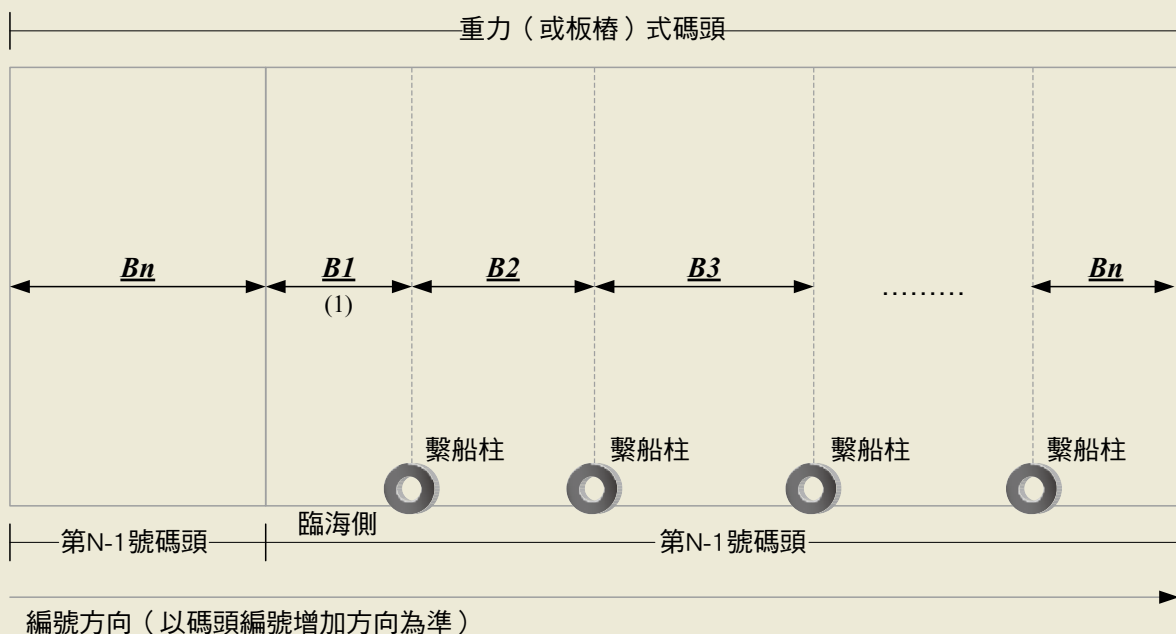 重力（或板樁）式碼頭
Bn
B1
B2
B3
………
Bn
(1)
繫船柱
繫船柱
繫船柱
繫船柱
臨海側
第N-1號碼頭
第N-1號碼頭
編號方向（以碼頭編號增加方向為準）